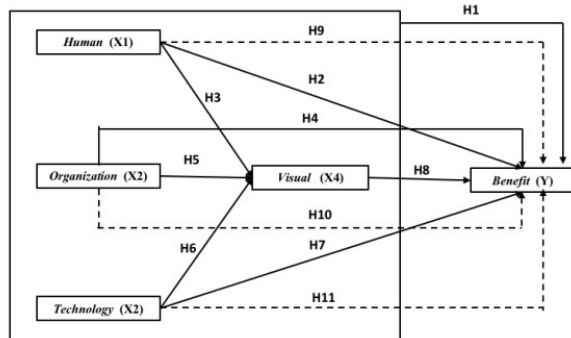 H1
Human (X1)
H9
H2
H3
H4
Organization (X2)
H5
Visual (X4)
H8
Benefit (Y)
H10
H6
H7
Technology (X2)
H11